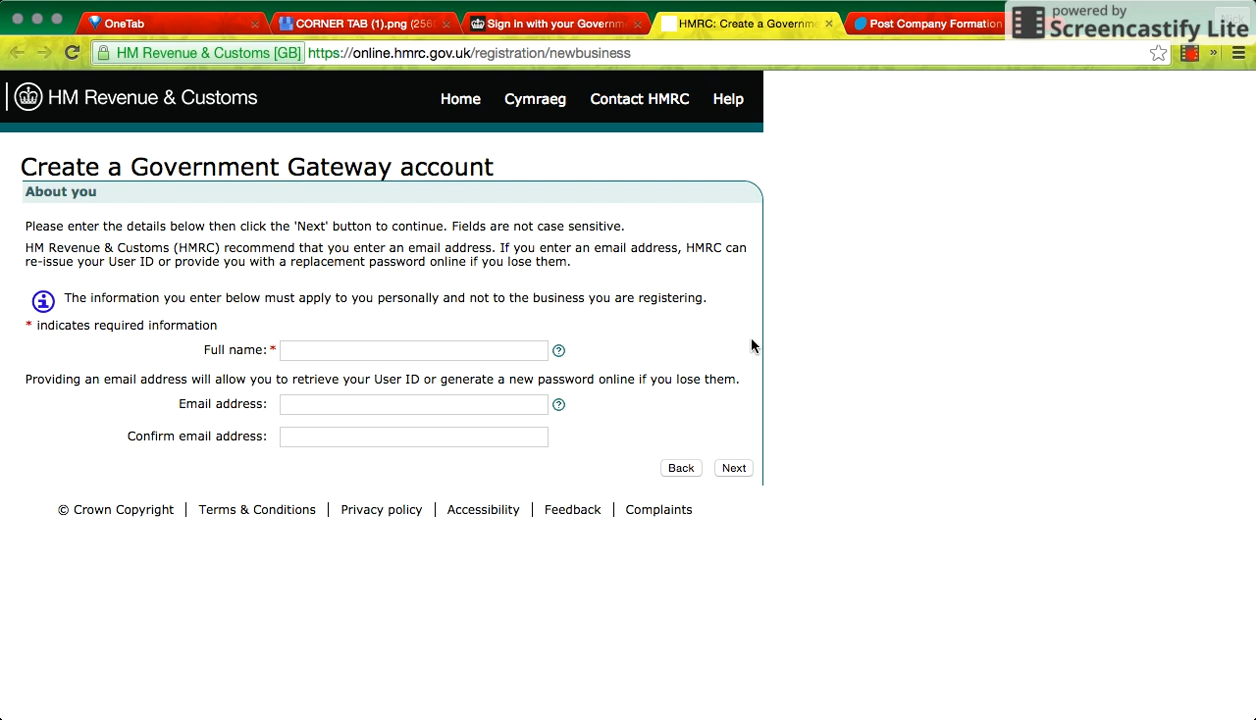 OneTab
CORNER TAB (1).png (256
Sign in with your Governm
HMRC: Create a Governme
Post Company Formation
powered by
Screencastify Lite
HM Revenue & Customs [GB]
https://online.hmrc.gov.uk/registration/newbusiness
HM Revenue & Customs
Home Cymraeg Contact HMRC Help
Create a Government Gateway account
About you
Please enter the details below then click the 'Next' button to continue. Fields are not case sensitive.
HM Revenue & Customs (HMRC) recommend that you enter an email address. If you enter an email address, HMRC can
re-issue your User ID or provide you with a replacement password online if you lose them.
The information you enter below must apply to you personally and not to the business you are registering.
* indicates required information
Full name:*
Providing an email address will allow you to retrieve your User ID or generate a new password online if you lose them.
Email address:
Confirm email address:
Back Next
© Crown Copyright | Terms & Conditions | Privacy policy | Accessibility | Feedback | Complaints